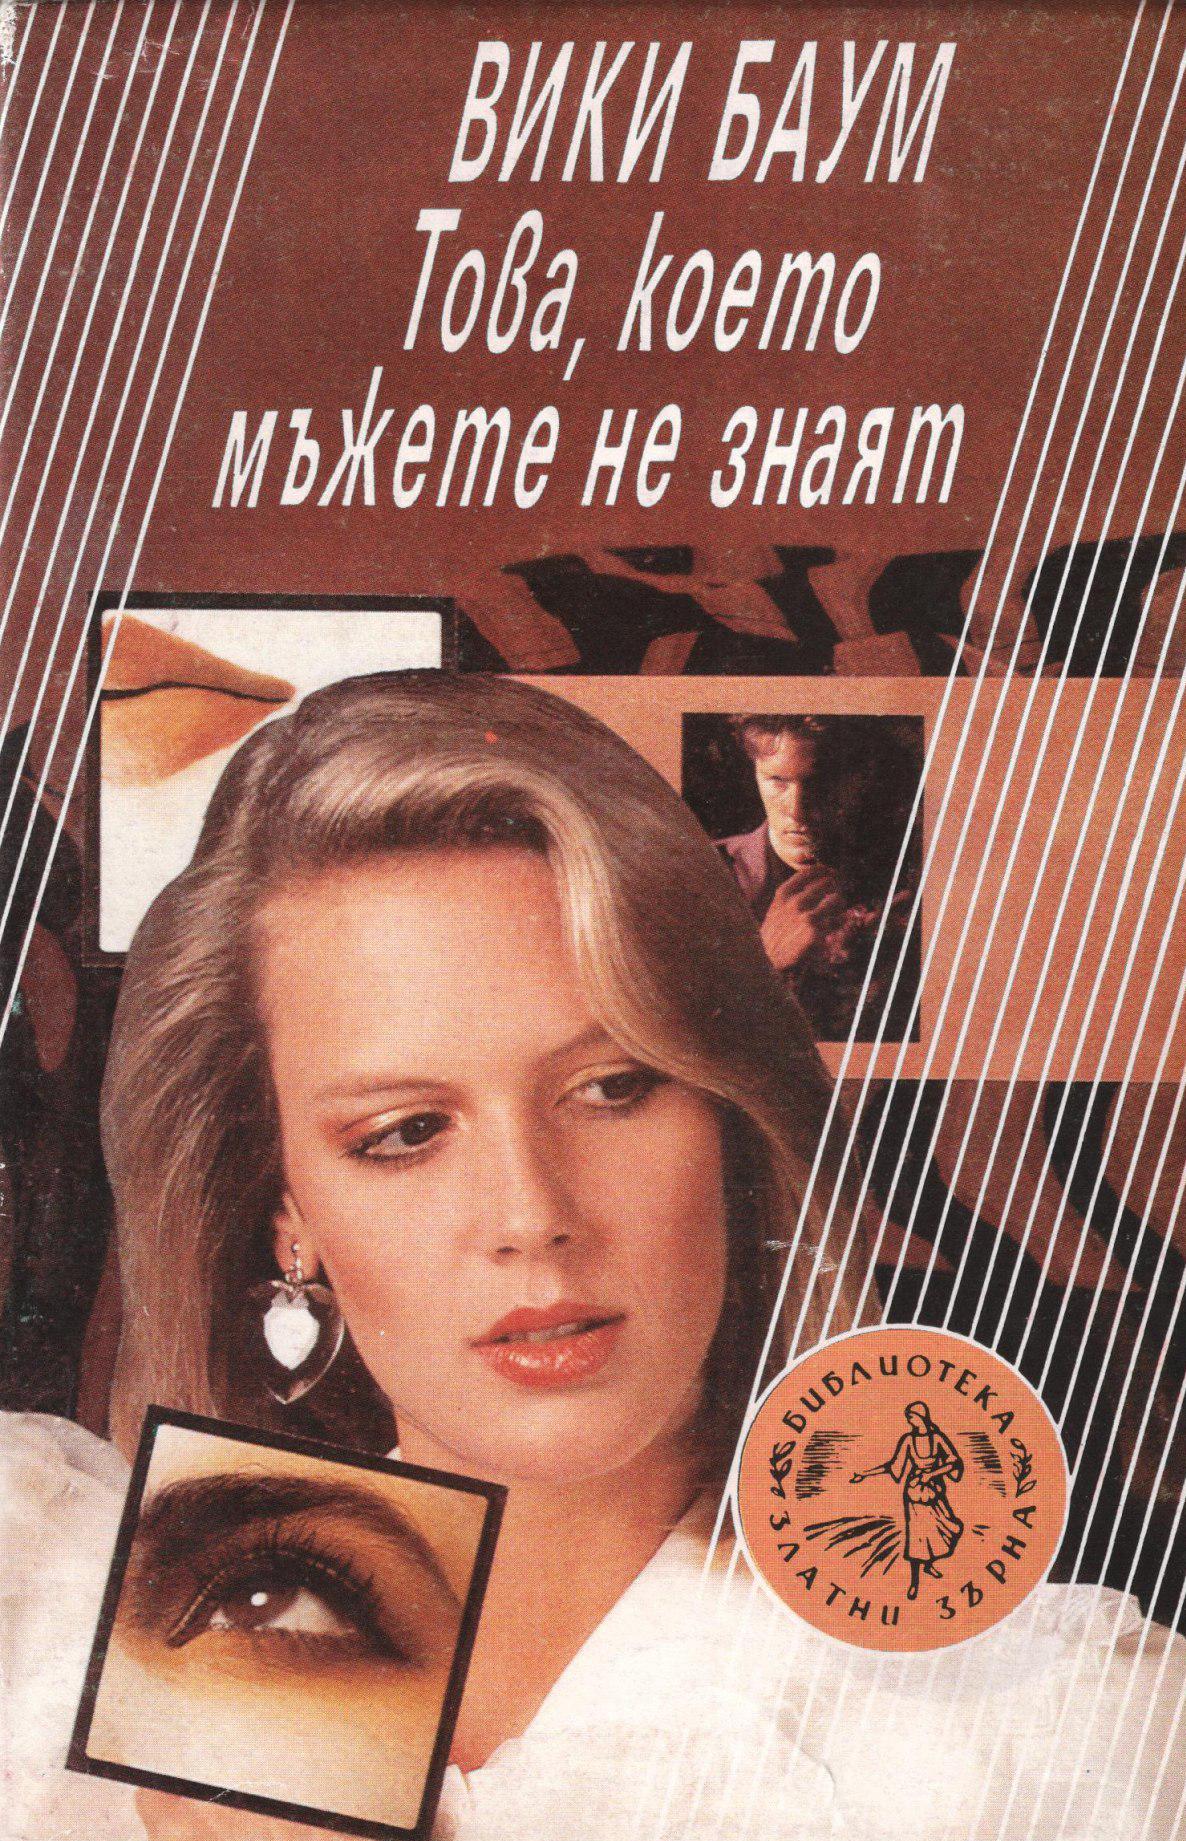 ВИКИ БАУМ
Това, което
мъжете не знаят
БИБЛИОТЕКА
ЗЛАТНИ ЗЪРНА